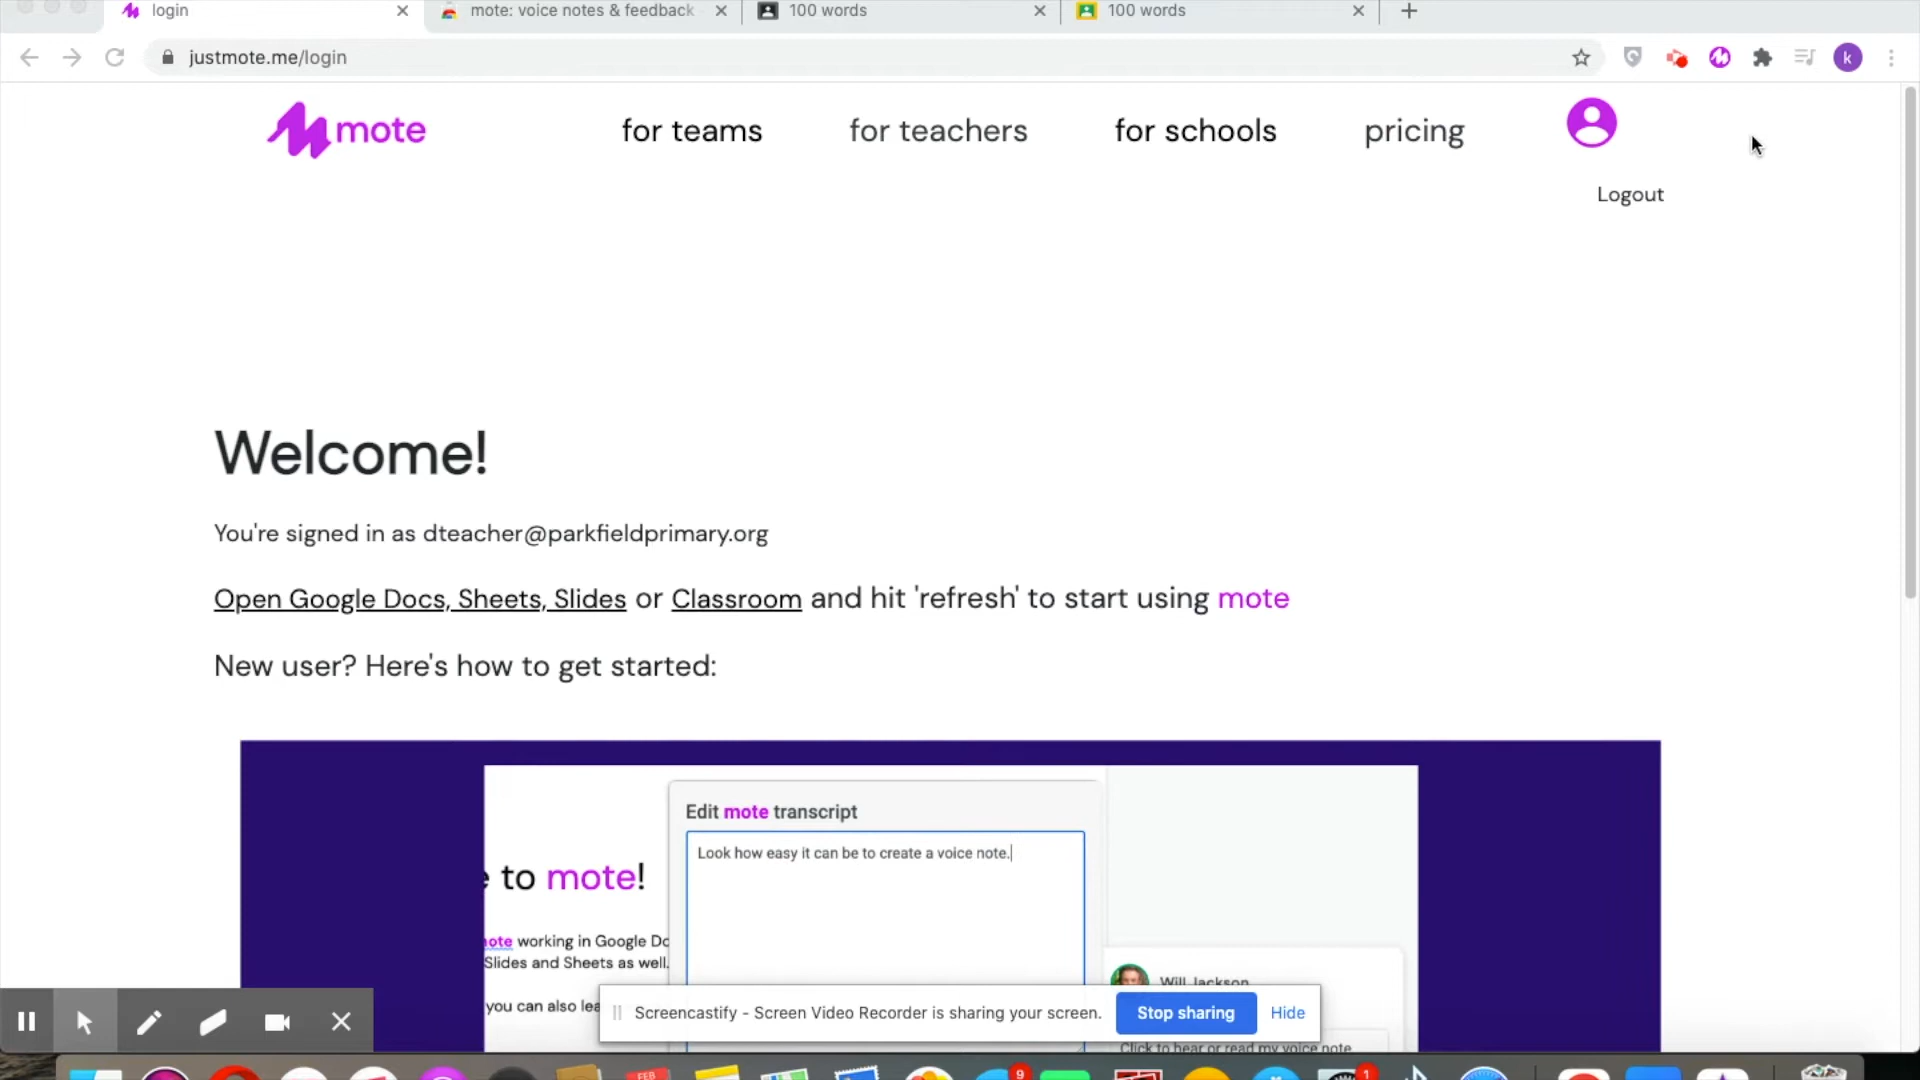 login
mote: voice notes & feedback
100 words
100 words
justmote.me/login
k
mote
for teams
for teachers
for schools
pricing
Logout
Welcome!
You're signed in as dteacher@parkfieldprimary.org
Open Google Docs, Sheets, Slides or Classroom and hit 'refresh' to start using mote
New user? Here's how to get started:
Edit mote transcript
Look how easy it can be to create a voice note.
to mote!
working in Google
Slides and Sheets as well.
you can also
Will Jackson
Screencastify - Screen Video Recorder is sharing your screen.
Stop sharing
Hide
Click to hear or read my voice note
FEB
9
1